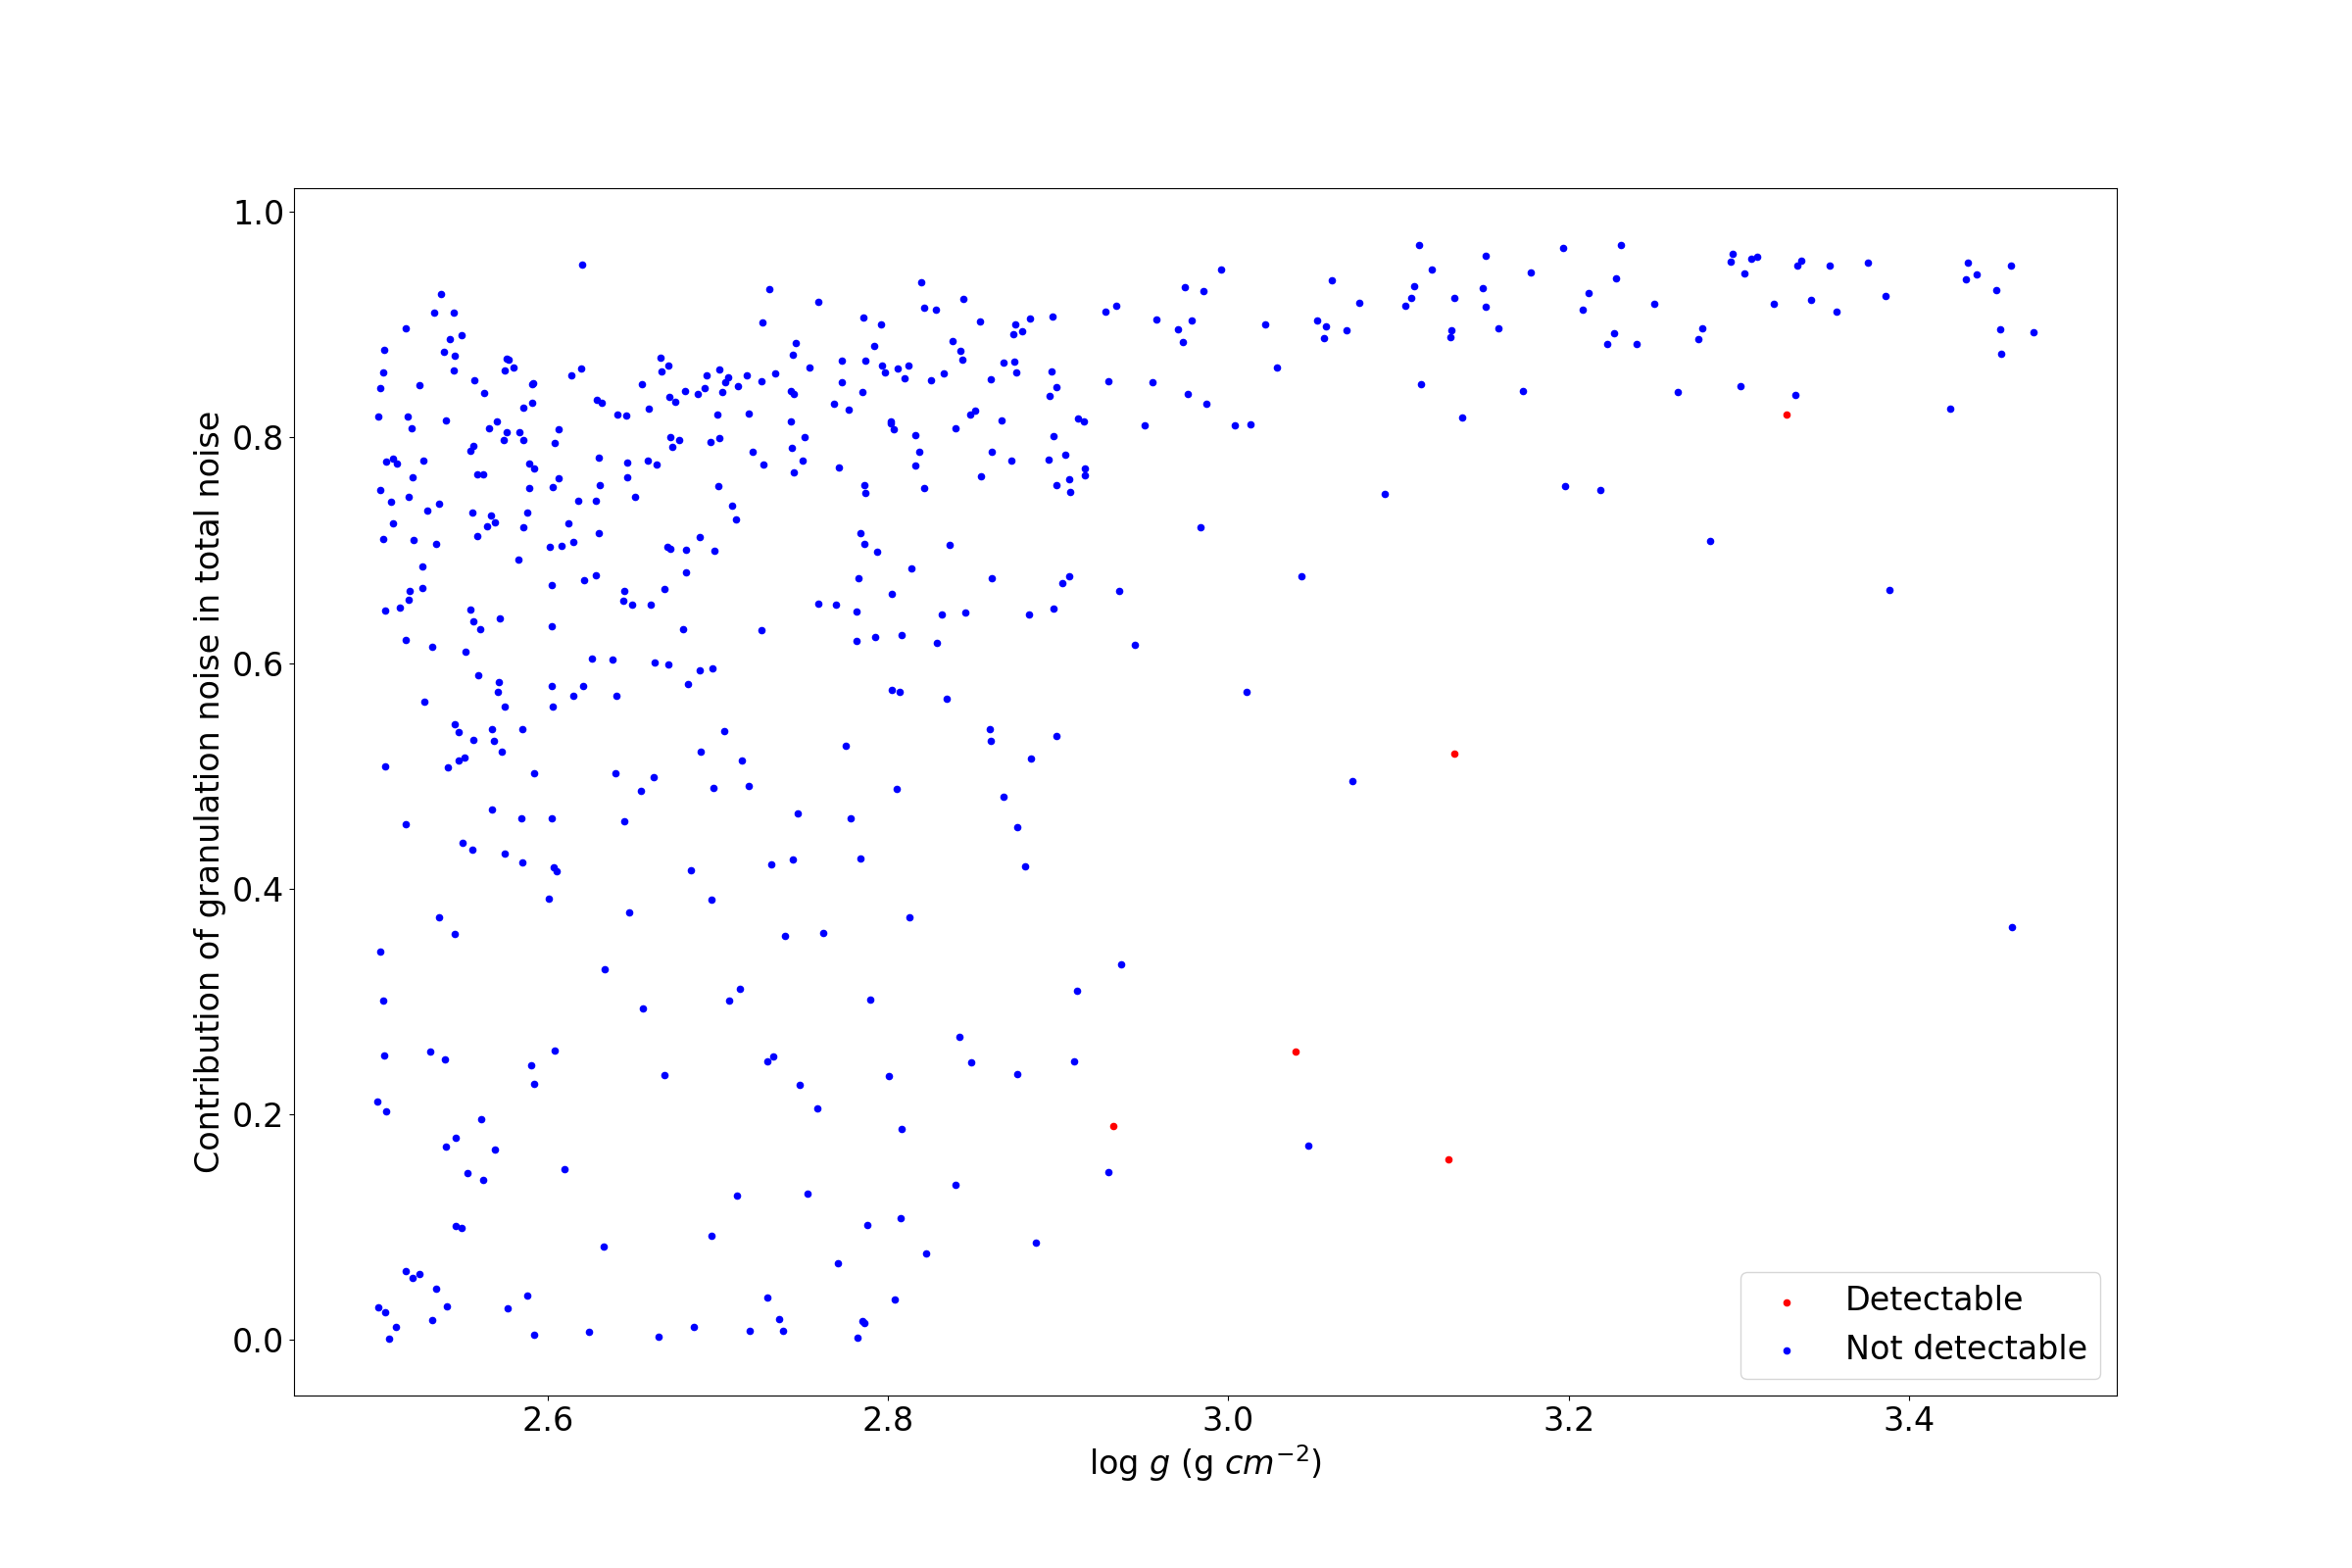 Contribution of granulation noise in total noise
1.0
0.8
0.6
0.4
0.2
0.0
2.6 2.8 3.0 3.2 3.4
log g (g cm⁻²)
Detectable
Not detectable